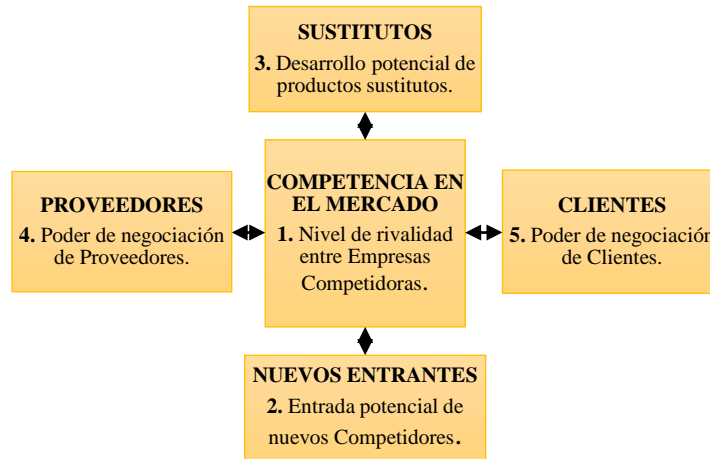 SUSTITUTOS
3. Desarrollo potencial de
productos sustitutos.
PROVEEDORES
4. Poder de negociación
de Proveedores.
COMPETENCIA EN
EL MERCADO
1. Nivel de rivalidad
entre Empresas
Competidoras.
CLIENTES
5. Poder de negociación
de Clientes.
NUEVOS ENTRANTES
2. Entrada potencial de
nuevos Competidores.